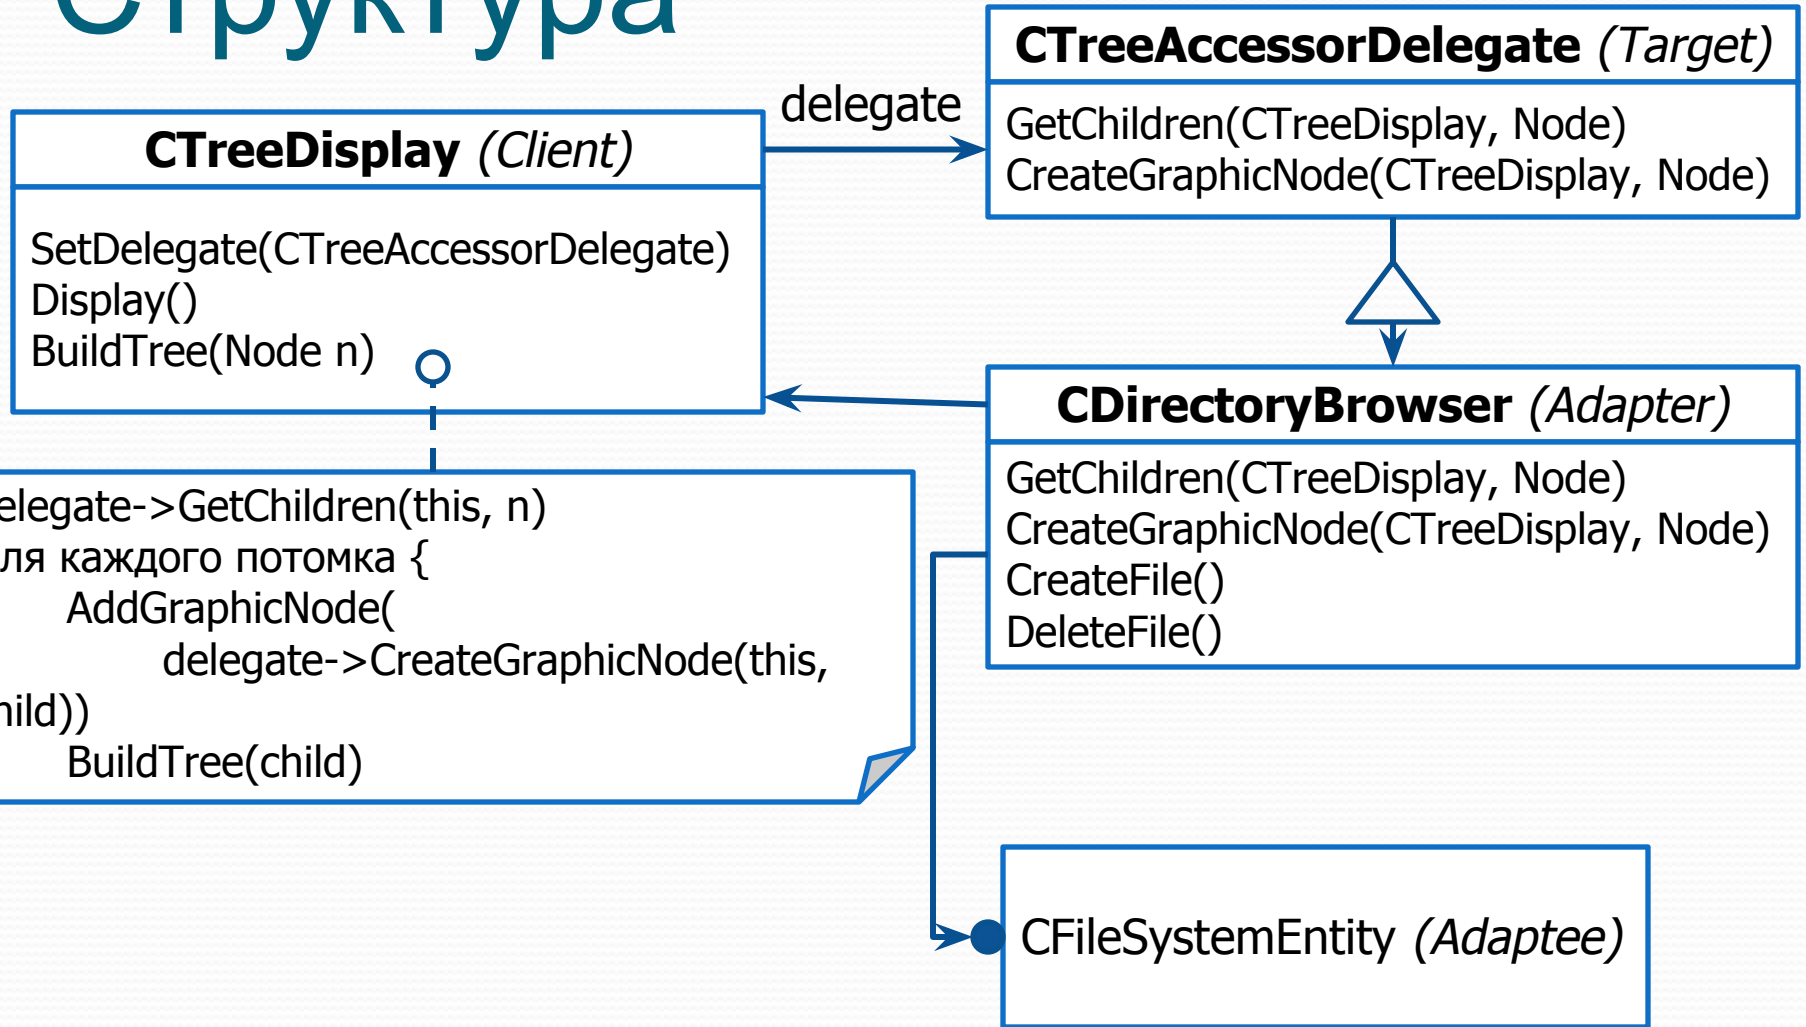 Структура
CTreeAccessorDelegate (Target)
GetChildren(CTreeDisplay, Node)
CreateGraphicNode(CTreeDisplay, Node)
delegate
CTreeDisplay (Client)
SetDelegate(CTreeAccessorDelegate)
Display()
BuildTree(Node n)
CDirectoryBrowser (Adapter)
GetChildren(CTreeDisplay, Node)
CreateGraphicNode(CTreeDisplay, Node)
CreateFile()
DeleteFile()
elegate->GetChildren(this, n)
ля каждого потомка {
AddGraphicNode(
delegate->CreateGraphicNode(this,
hild))
BuildTree(child)
CFileSystemEntity (Adaptee)